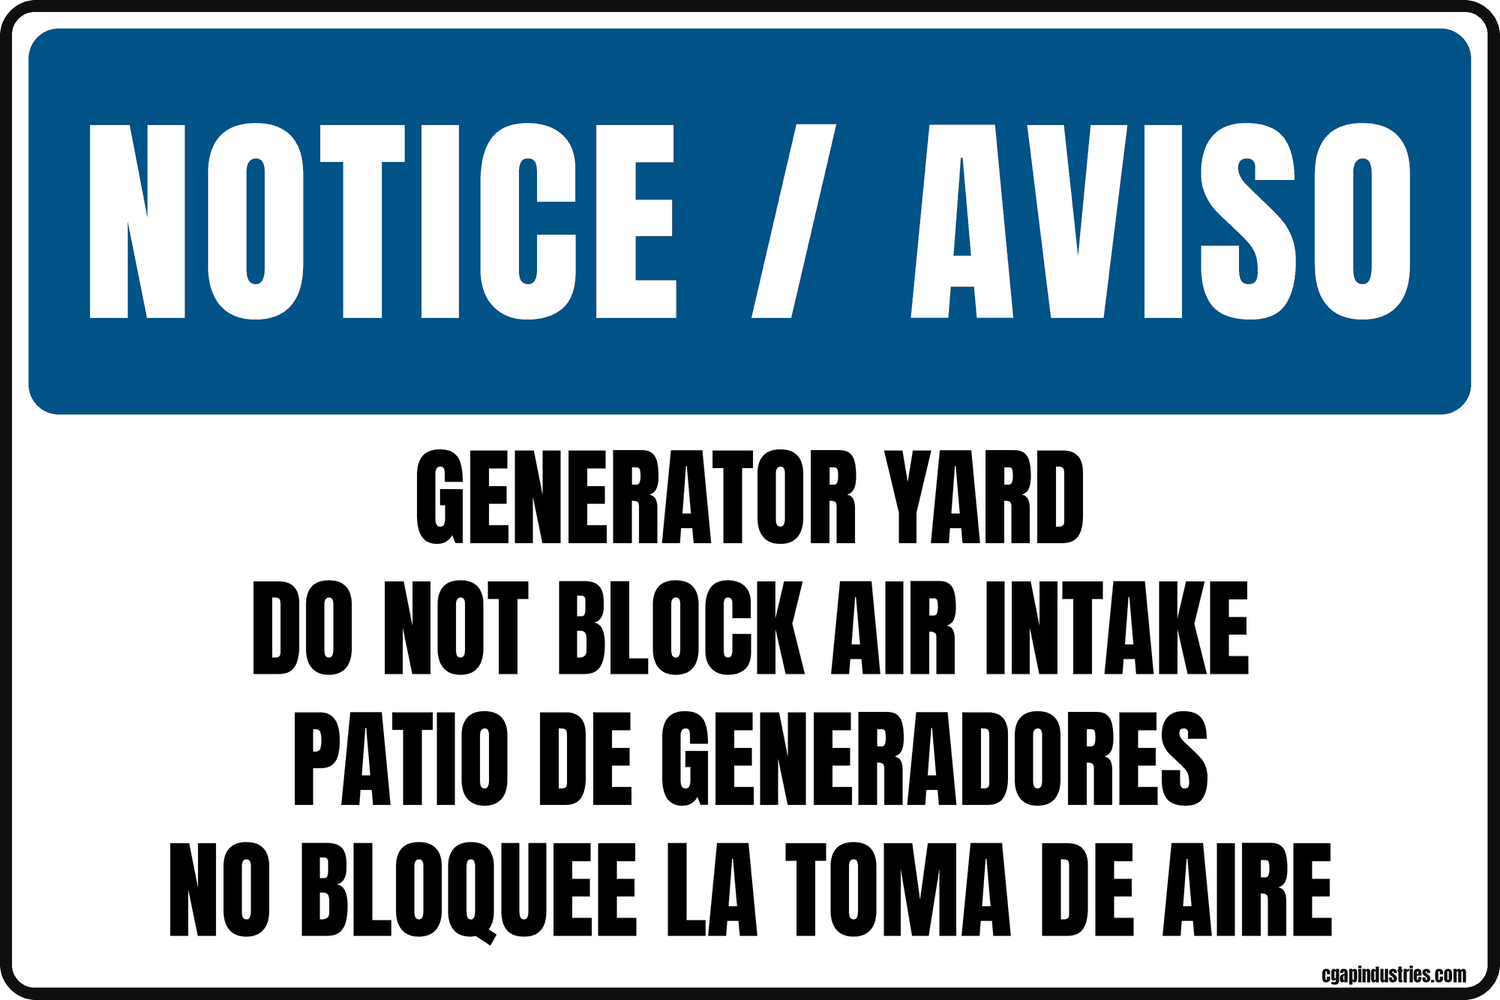 NOTICE / AVISO
GENERATOR YARD
DO NOT BLOCK AIR INTAKE
PATIO DE GENERADORES
NO BLOQUEE LA TOMA DE AIRE
cgapindustries.com